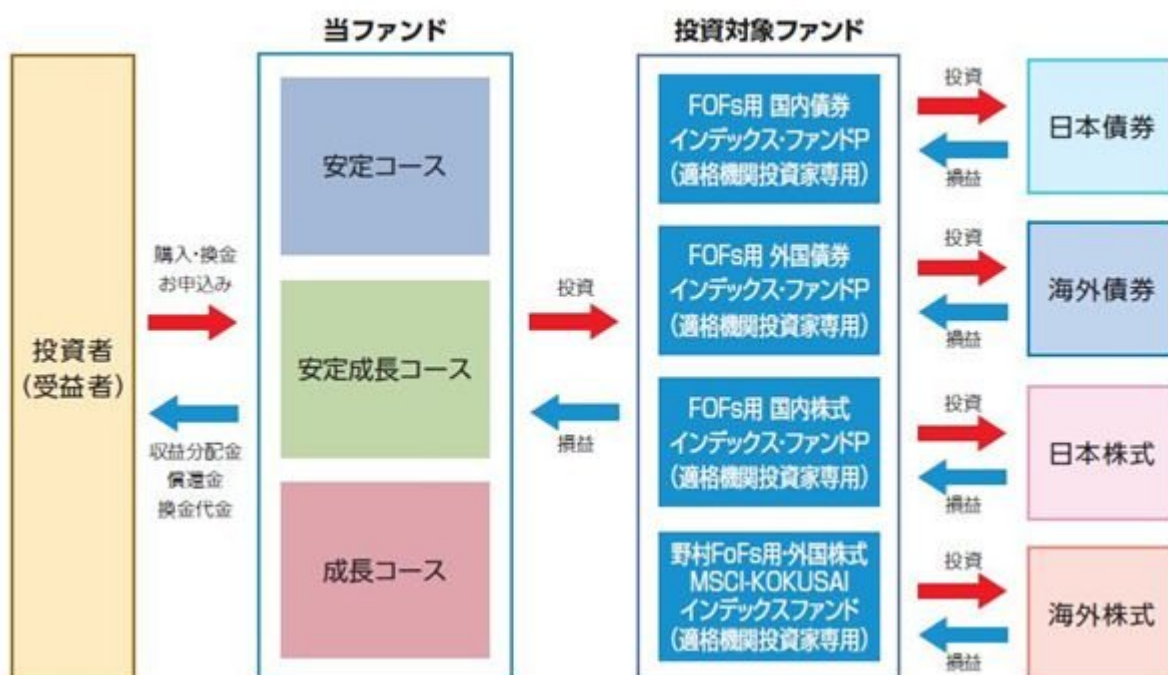 当ファンド
投資対象ファンド
投資者
(受益者)
購入・換金
お申込み
収益分配金
償還金
換金代金
安定コース
安定成長コース
成長コース
投資
損益
FOFs用 国内債券
インデックス・ファンドP
(適格機関投資家専用)
投資
損益
日本債券
FOFs用 外国債券
インデックス・ファンドP
(適格機関投資家専用)
投資
損益
海外債券
FOFs用 国内株式
インデックス・ファンドP
(適格機関投資家専用)
投資
損益
日本株式
野村FoFs用・外国株式
MSCI-KOKUSAI
インデックスファンド
(適格機関投資家専用)
投資
損益
海外株式